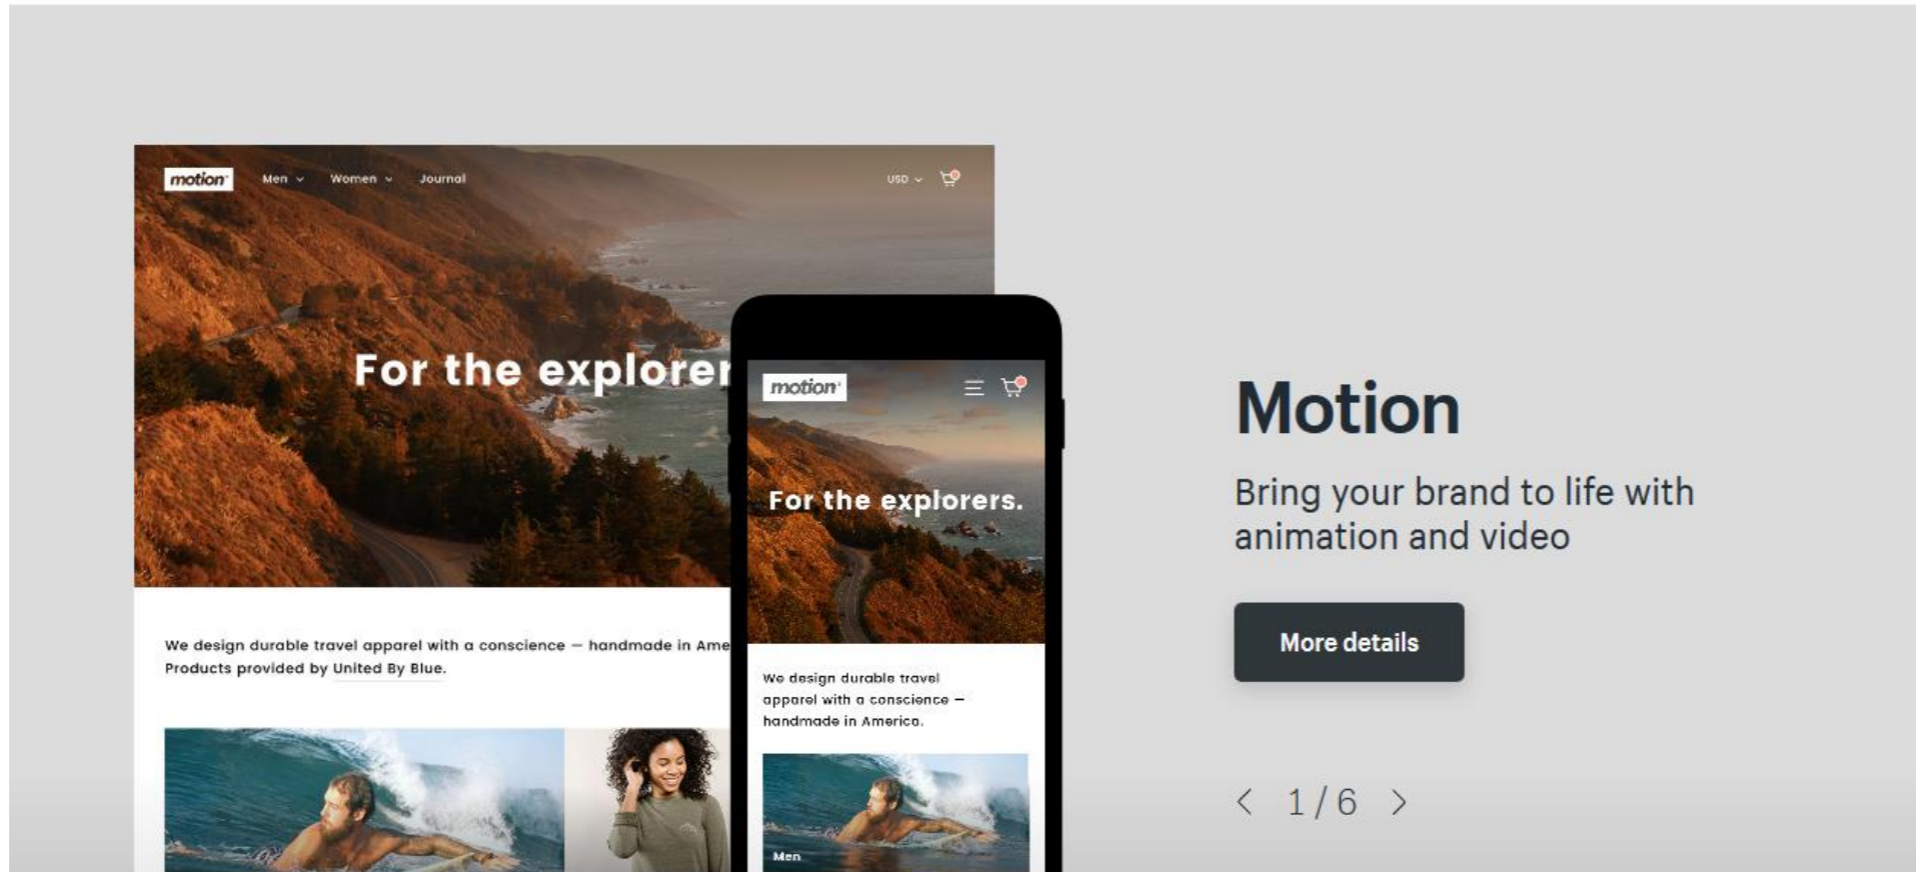 motion
Men
Women
Journal
USD
For the explorer
We design durable travel apparel with a conscience — handmade in Ame
Products provided by United By Blue.
motion
For the explorers.
We design durable travel
apparel with a conscience —
handmade in America.
Men
Motion
Bring your brand to life with
animation and video
More details
1 / 6